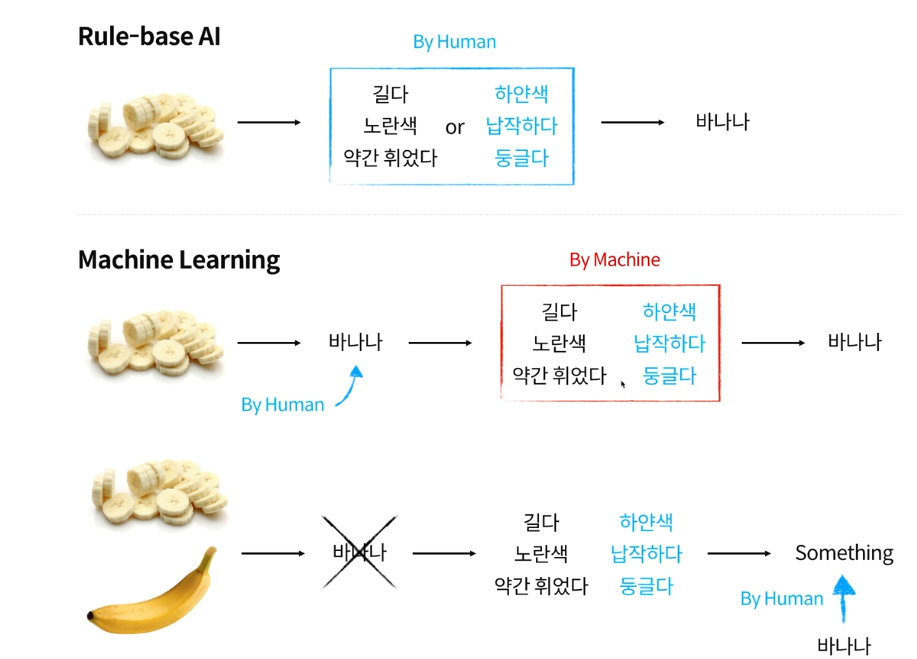 Rule-base AI
By Human
길다 하얀색
노란색 or 납작하다
약간 휘었다 둥글다
바나나
Machine Learning
By Machine
바나나
길다 하얀색
노란색 납작하다
약간 휘었다 둥글다
바나나
By Human
바나나
길다 하얀색
노란색 납작하다
약간 휘었다 둥글다
Something
By Human
바나나